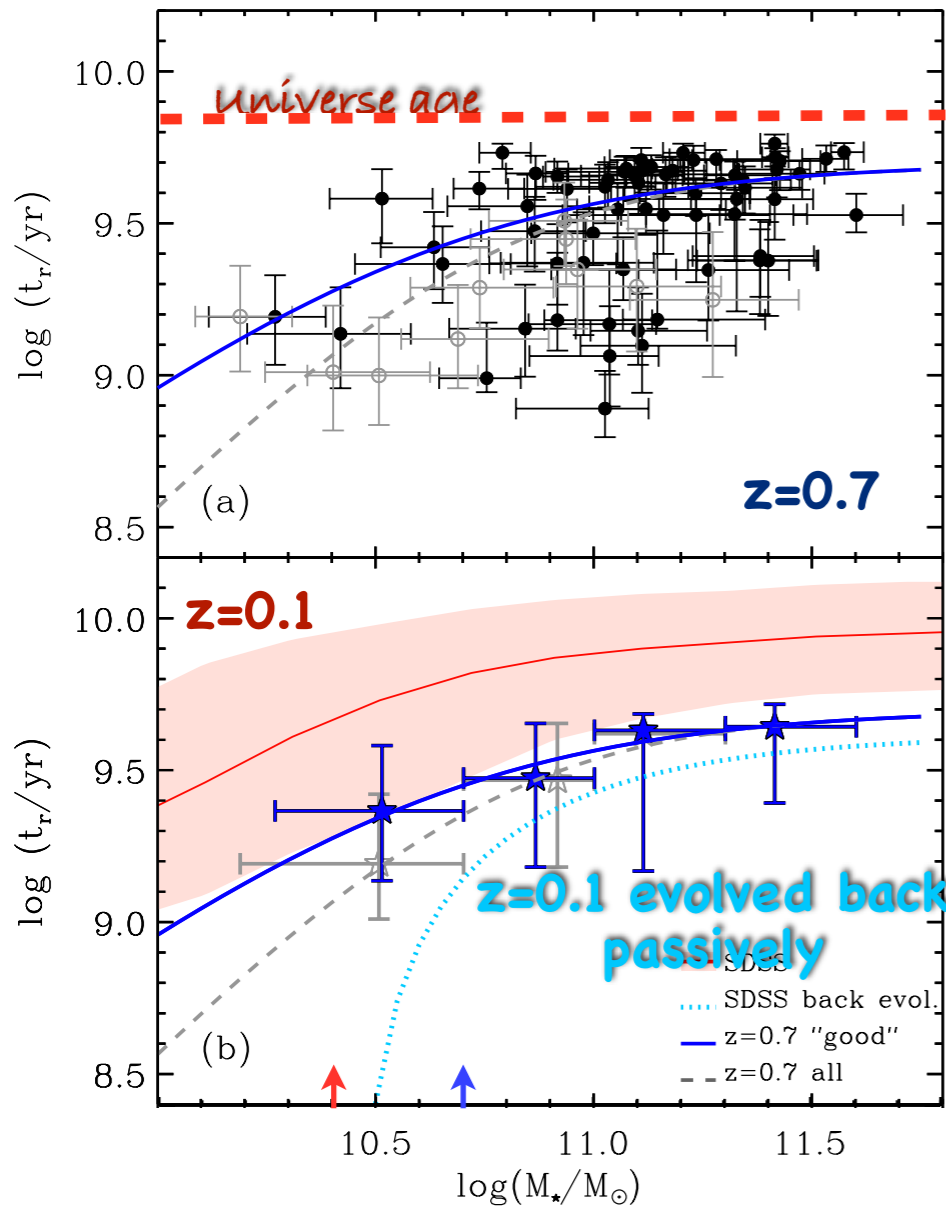 10.0
Universe age
9.5
log (t_r/yr)
9.0
(a)
z=0.7
8.5
z=0.1
10.0
9.5
log (t_r/yr)
9.0
z=0.1 evolved back
passively
SDSS
SDSS back evol.
z=0.7 "good"
(b)
z=0.7 all
8.5
10.5 11.0 11.5
log(M⋆/M⊙)